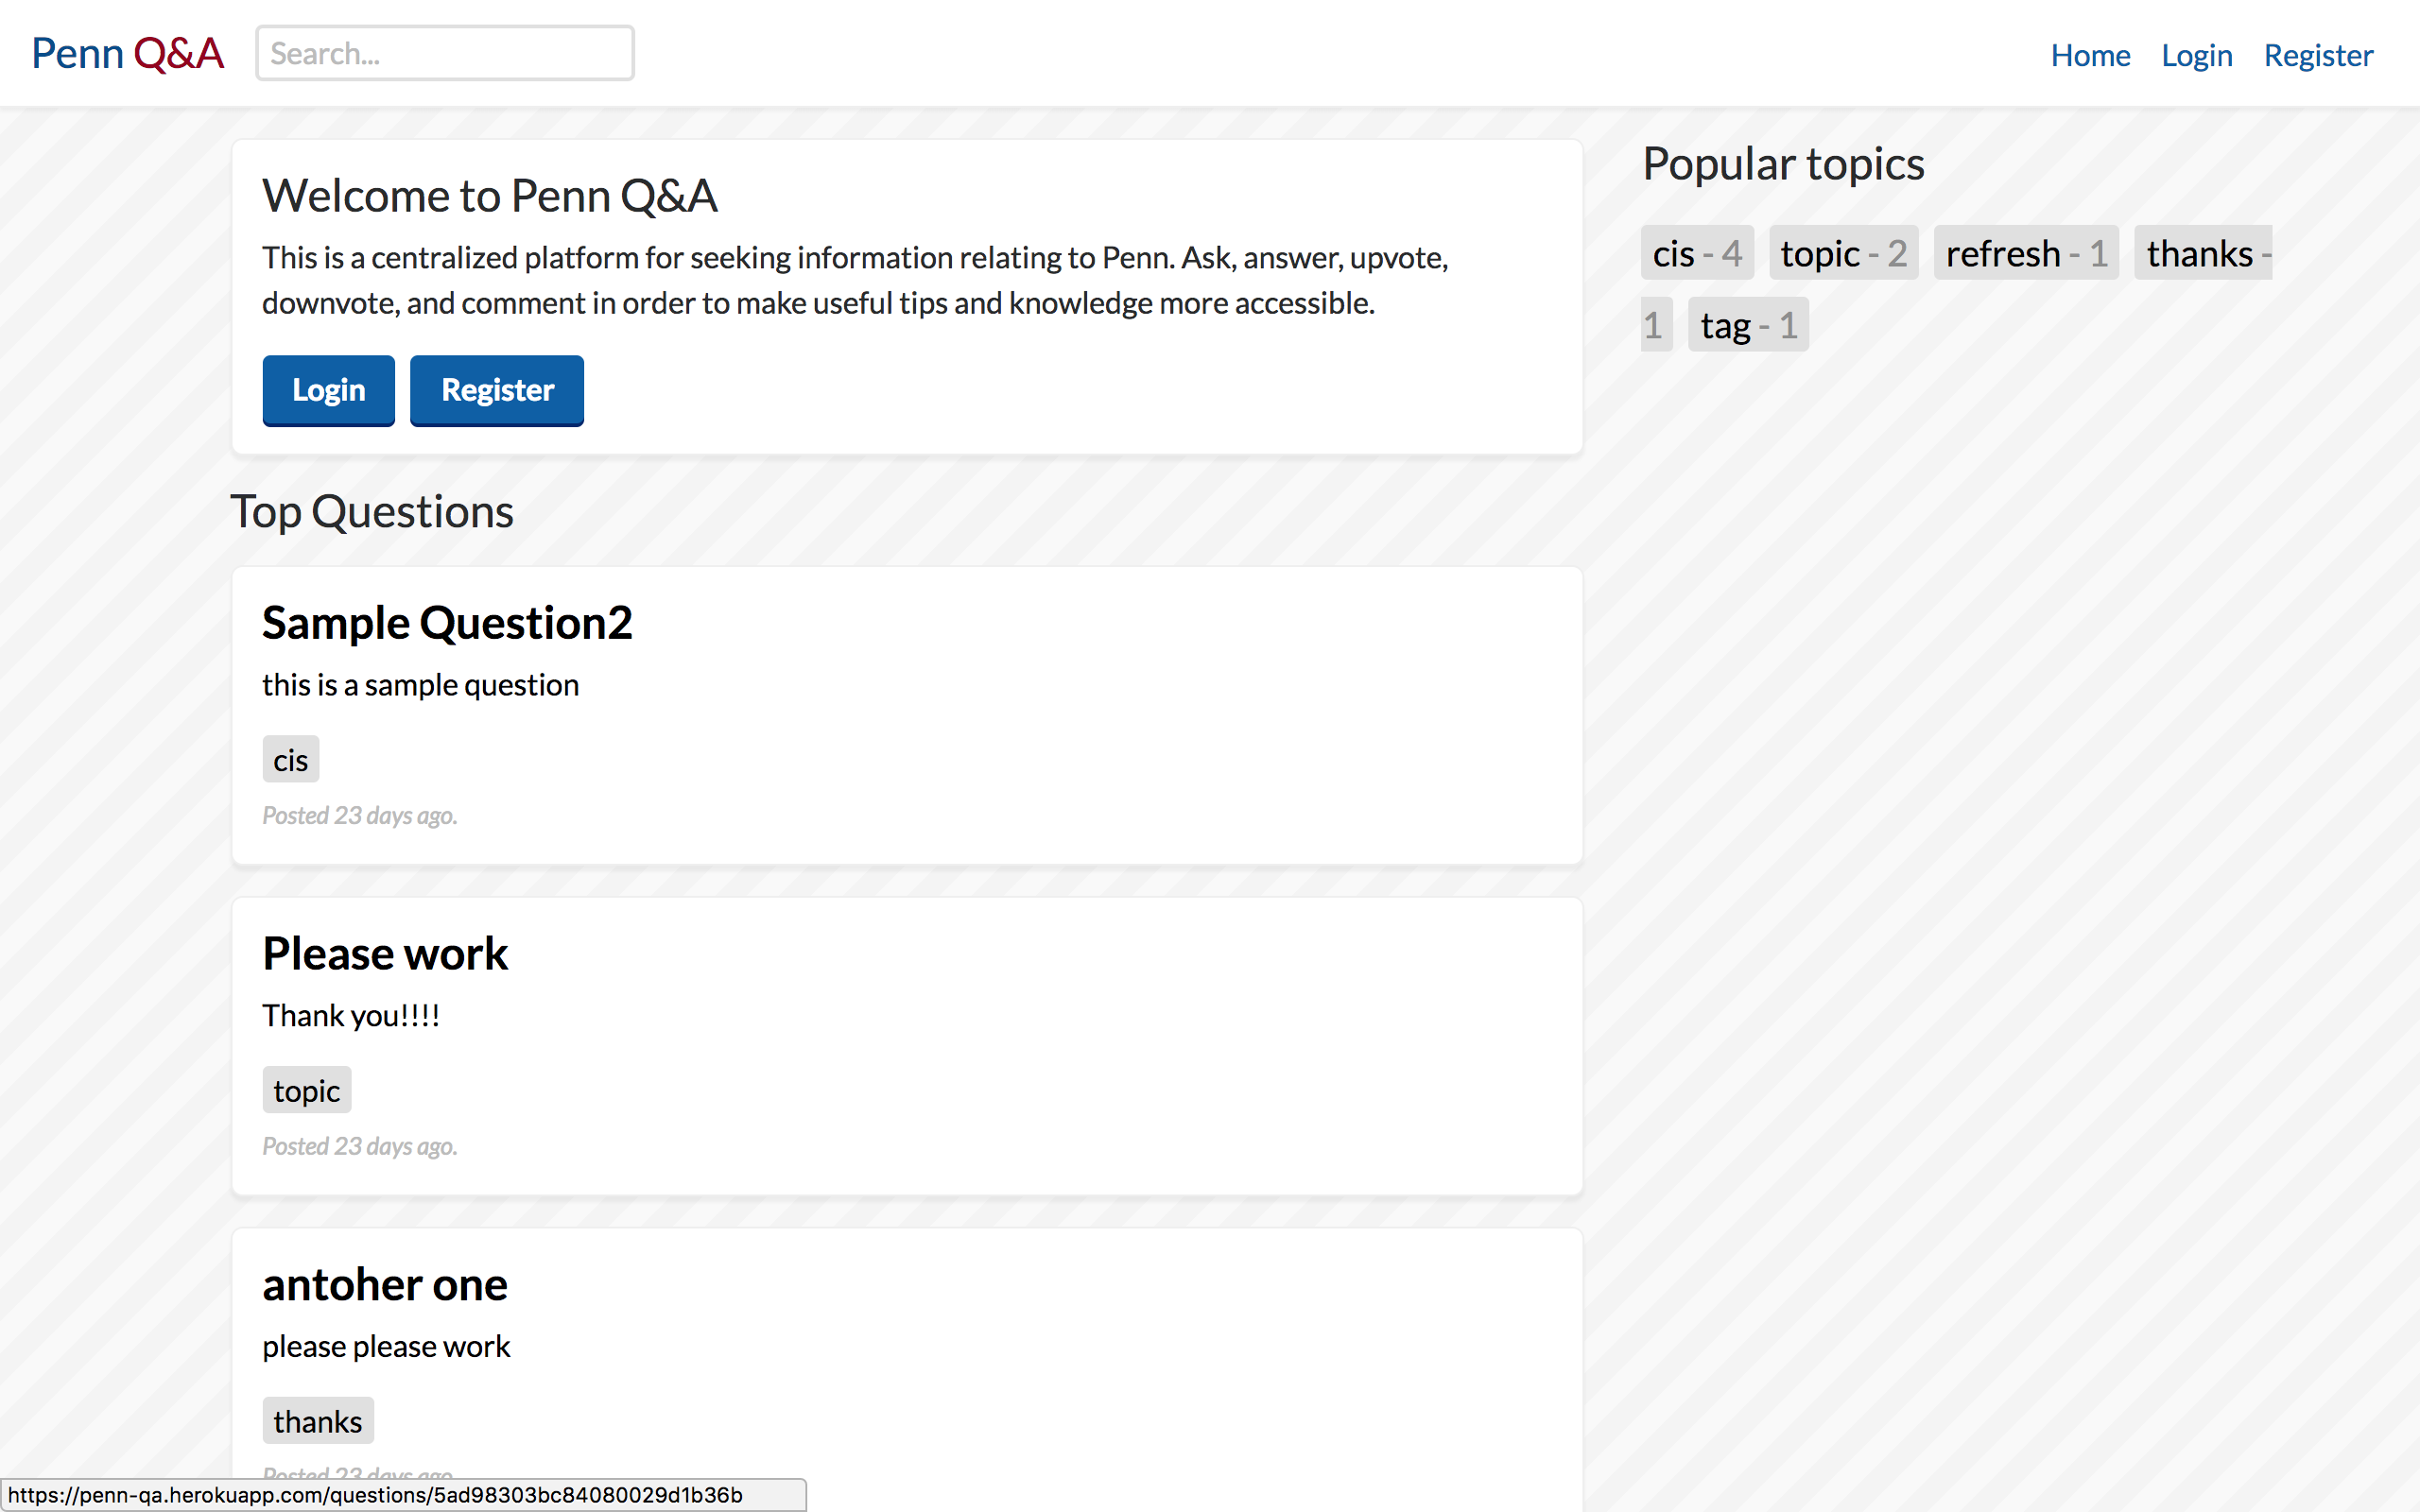 Penn Q&A Search... Home Login Register
Welcome to Penn Q&A
This is a centralized platform for seeking information relating to Penn. Ask, answer, upvote,
downvote, and comment in order to make useful tips and knowledge more accessible.
Login Register
Popular topics
cis - 4 topic - 2 refresh - 1 thanks -
1 tag - 1
Top Questions
Sample Question2
this is a sample question
cis
Posted 23 days ago.
Please work
Thank you!!!!
topic
Posted 23 days ago.
antoher one
please please work
thanks
Posted 23 days ago.
https://penn-qa.herokuapp.com/questions/5ad98303bc84080029d1b36b